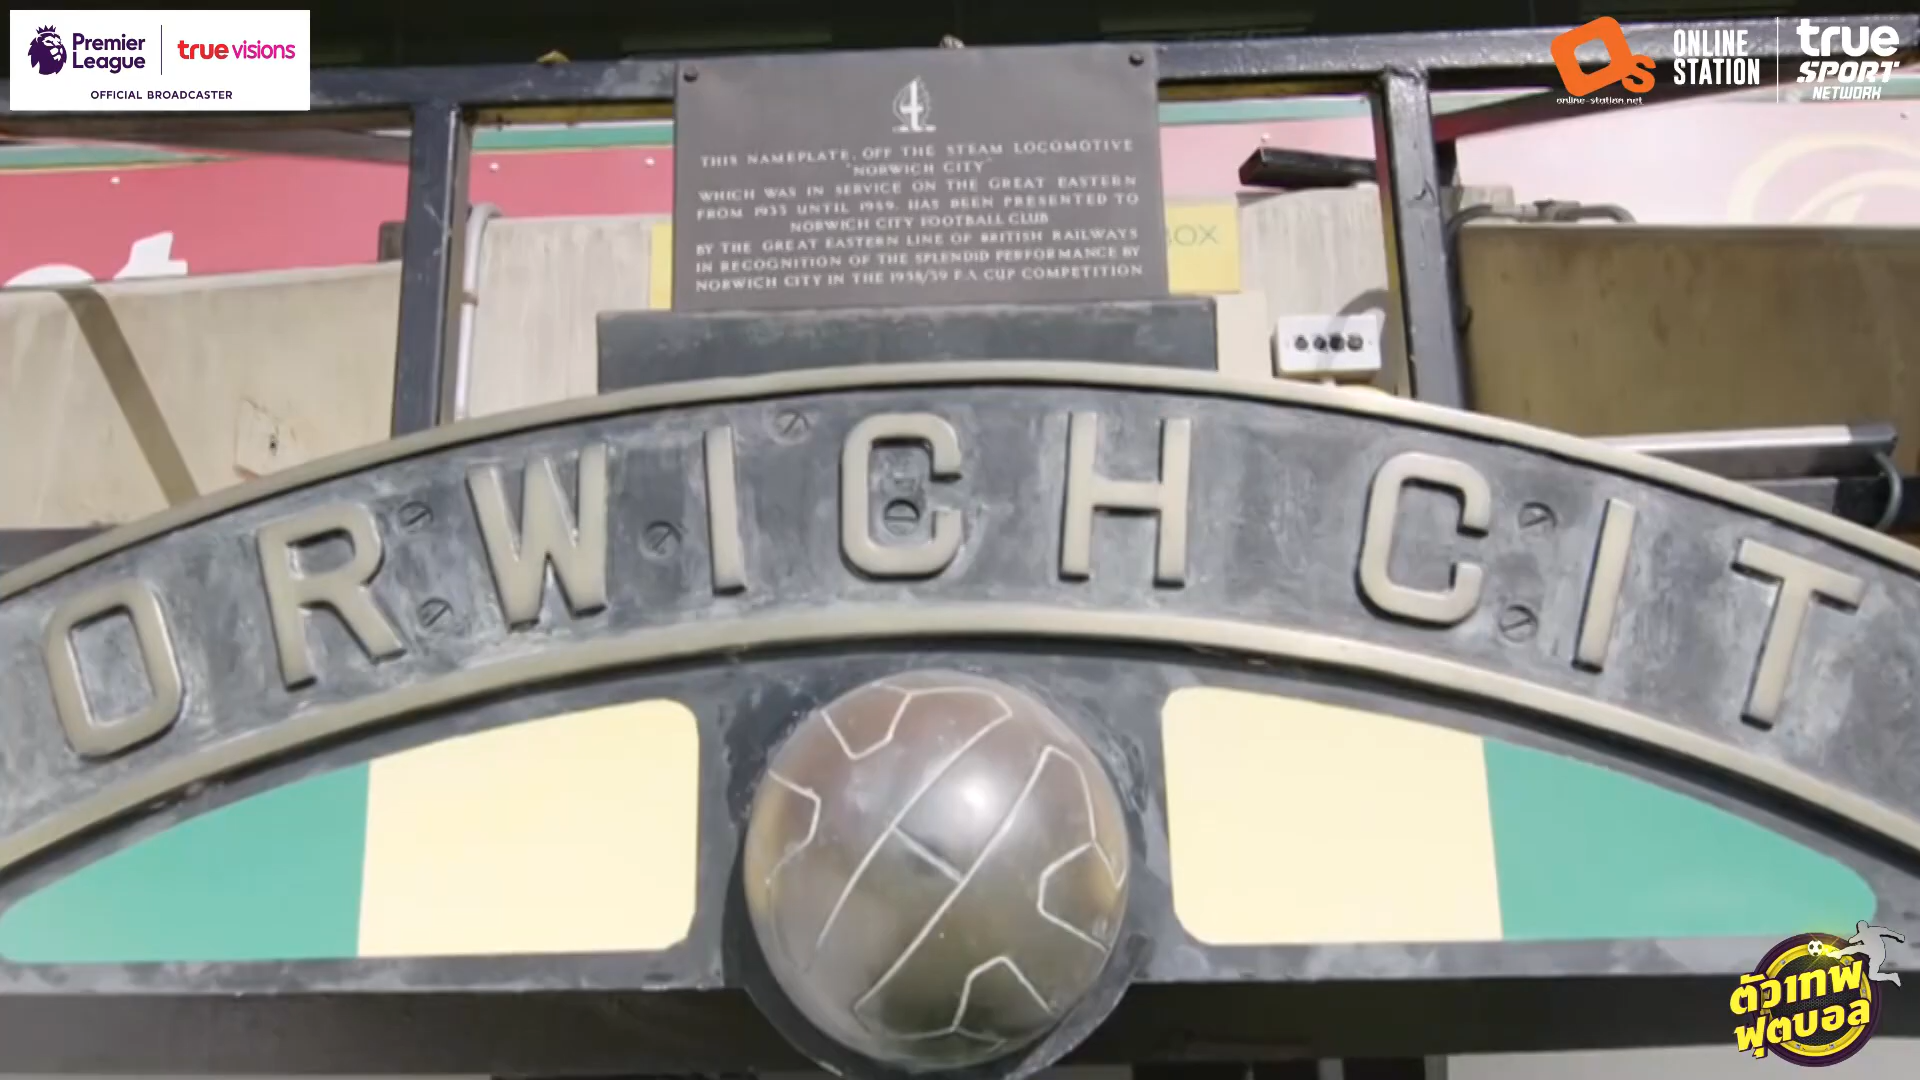 Premier League
true visions
OFFICIAL BROADCASTER
ONLINE STATION
online-station.net
true SPORT NETWORK
THIS NAMEPLATE, OFF THE STEAM LOCOMOTIVE
"NORWICH CITY"
WHICH WAS IN SERVICE ON THE GREAT EASTERN
FROM 1935 UNTIL 1959. HAS BEEN PRESENTED TO
NORWICH CITY FOOTBALL CLUB
BY THE GREAT EASTERN LINE OF BRITISH RAILWAYS
IN RECOGNITION OF THE SPLENDID PERFORMANCE BY
NORWICH CITY IN THE 1958/59 F.A. CUP COMPETITION
BOX
ORWICH CIT
ตัวเทพ
ฟุตบอล